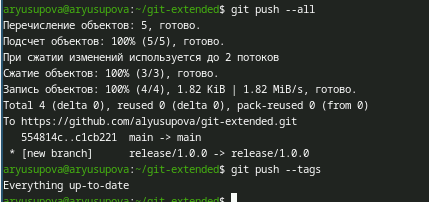 aryusupova@aryusupova:~/git-extended$ git push --all
Перечисление объектов: 5, готово.
Подсчет объектов: 100% (5/5), готово.
При сжатии изменений используется до 2 потоков
Сжатие объектов: 100% (3/3), готово.
Запись объектов: 100% (4/4), 1.82 KiB | 1.82 MiB/s, готово.
Total 4 (delta 0), reused 0 (delta 0), pack-reused 0 (from 0)
To https://github.com/alyusupova/git-extended.git
   554814c..c1cb221  main -> main
 * [new branch]      release/1.0.0 -> release/1.0.0
aryusupova@aryusupova:~/git-extended$ git push --tags
Everything up-to-date
aryusupova@aryusupova:~/git-extended$